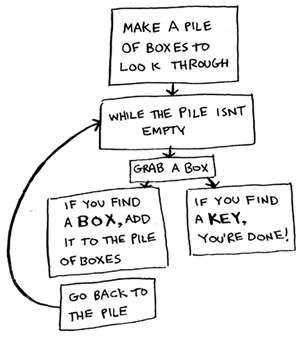 MAKE A PILE
OF BOXES TO
LOOK THROUGH
WHILE THE PILE ISNT
EMPTY
GRAB A BOX
IF YOU FIND
A BOX, ADD
IT TO THE PILE
OF BOXES
IF YOU FIND
A KEY,
YOU'RE DONE!
GO BACK TO
THE PILE